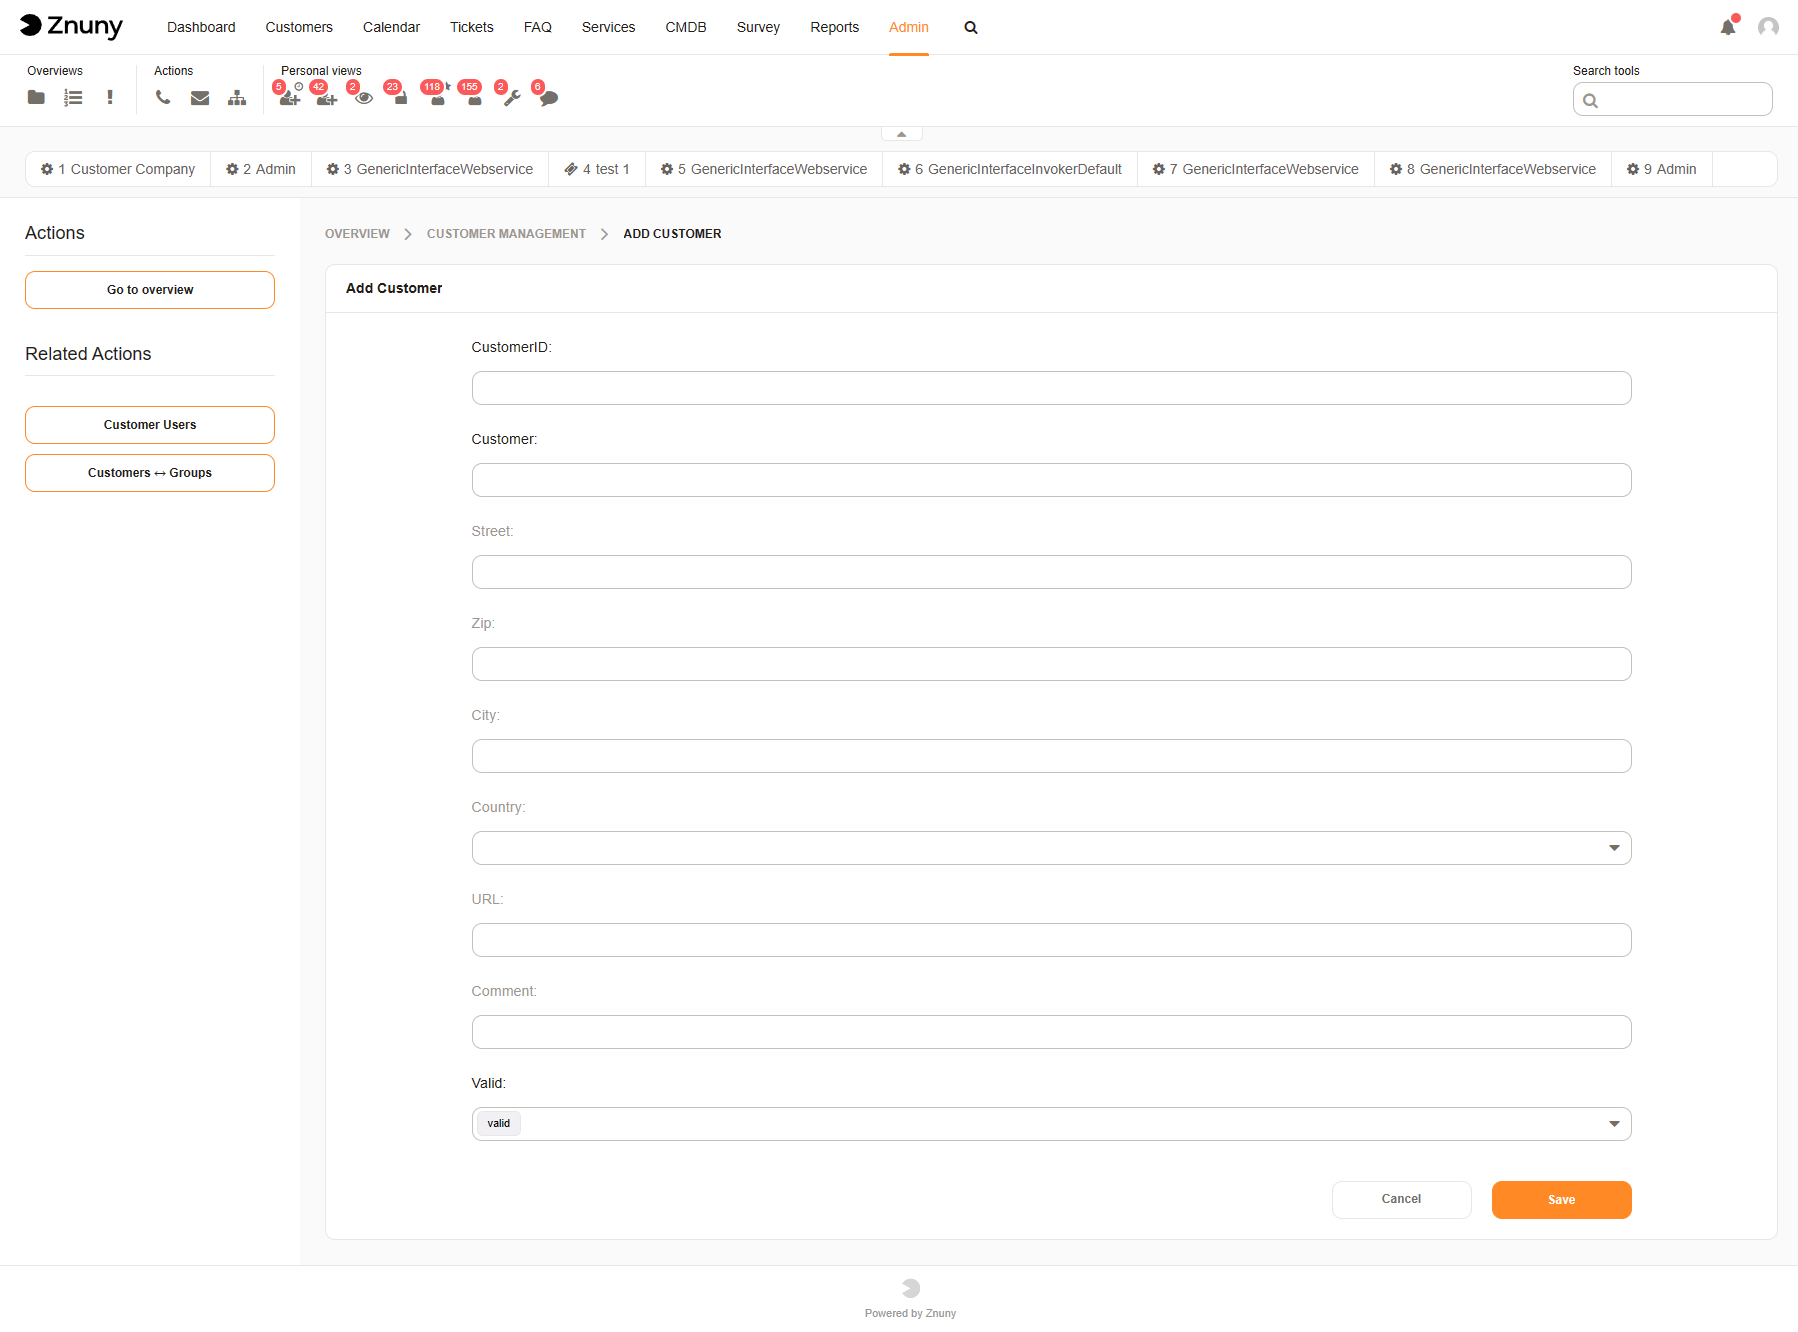 Znuny
Dashboard Customers Calendar Tickets FAQ Services CMDB Survey Reports Admin
Overviews Actions Personal views Search tools
5 42 2 23 118 155 2 6
1 Customer Company 2 Admin 3 GenericInterfaceWebservice 4 test 1 5 GenericInterfaceWebservice 6 GenericInterfaceInvokerDefault 7 GenericInterfaceWebservice 8 GenericInterfaceWebservice 9 Admin
Actions
Go to overview
Related Actions
Customer Users
Customers ↔ Groups
OVERVIEW CUSTOMER MANAGEMENT ADD CUSTOMER
Add Customer
CustomerID:
Customer:
Street:
Zip:
City:
Country:
URL:
Comment:
Valid:
valid
Cancel Save
Powered by Znuny